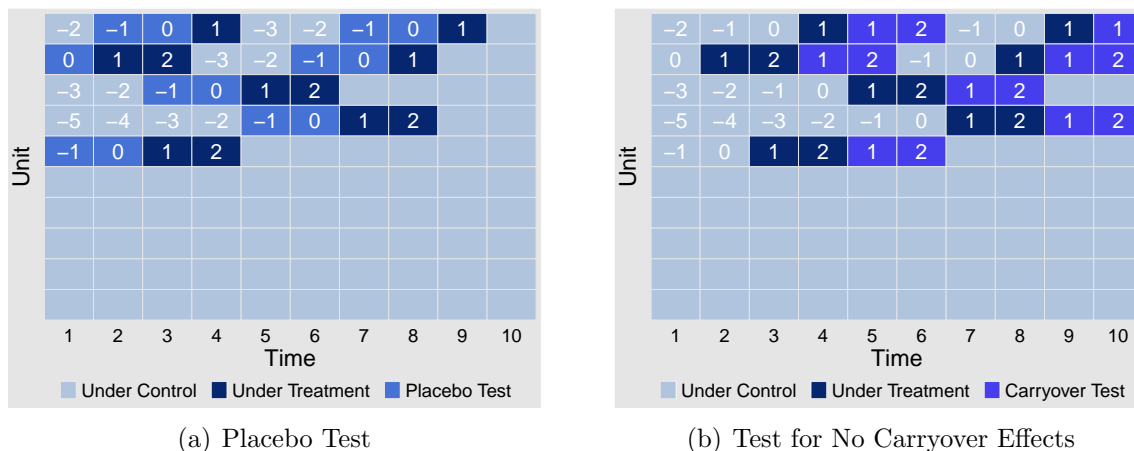 −2 −1 0 1 −3 −2 −1 0 1
0 1 2 −3 −2 −1 0 1
−3 −2 −1 0 1 2
−5 −4 −3 −2 −1 0 1 2
−1 0 1 2
Unit
1 2 3 4 5 6 7 8 9 10
Time
Under Control Under Treatment Placebo Test
(a) Placebo Test
−2 −1 0 1 1 2 −1 0 1 1
0 1 2 1 2 −1 0 1 1 2
−3 −2 −1 0 1 2 1 2
−5 −4 −3 −2 −1 0 1 2 1 2
−1 0 1 2 1 2
Unit
1 2 3 4 5 6 7 8 9 10
Time
Under Control Under Treatment Carryover Test
(b) Test for No Carryover Effects